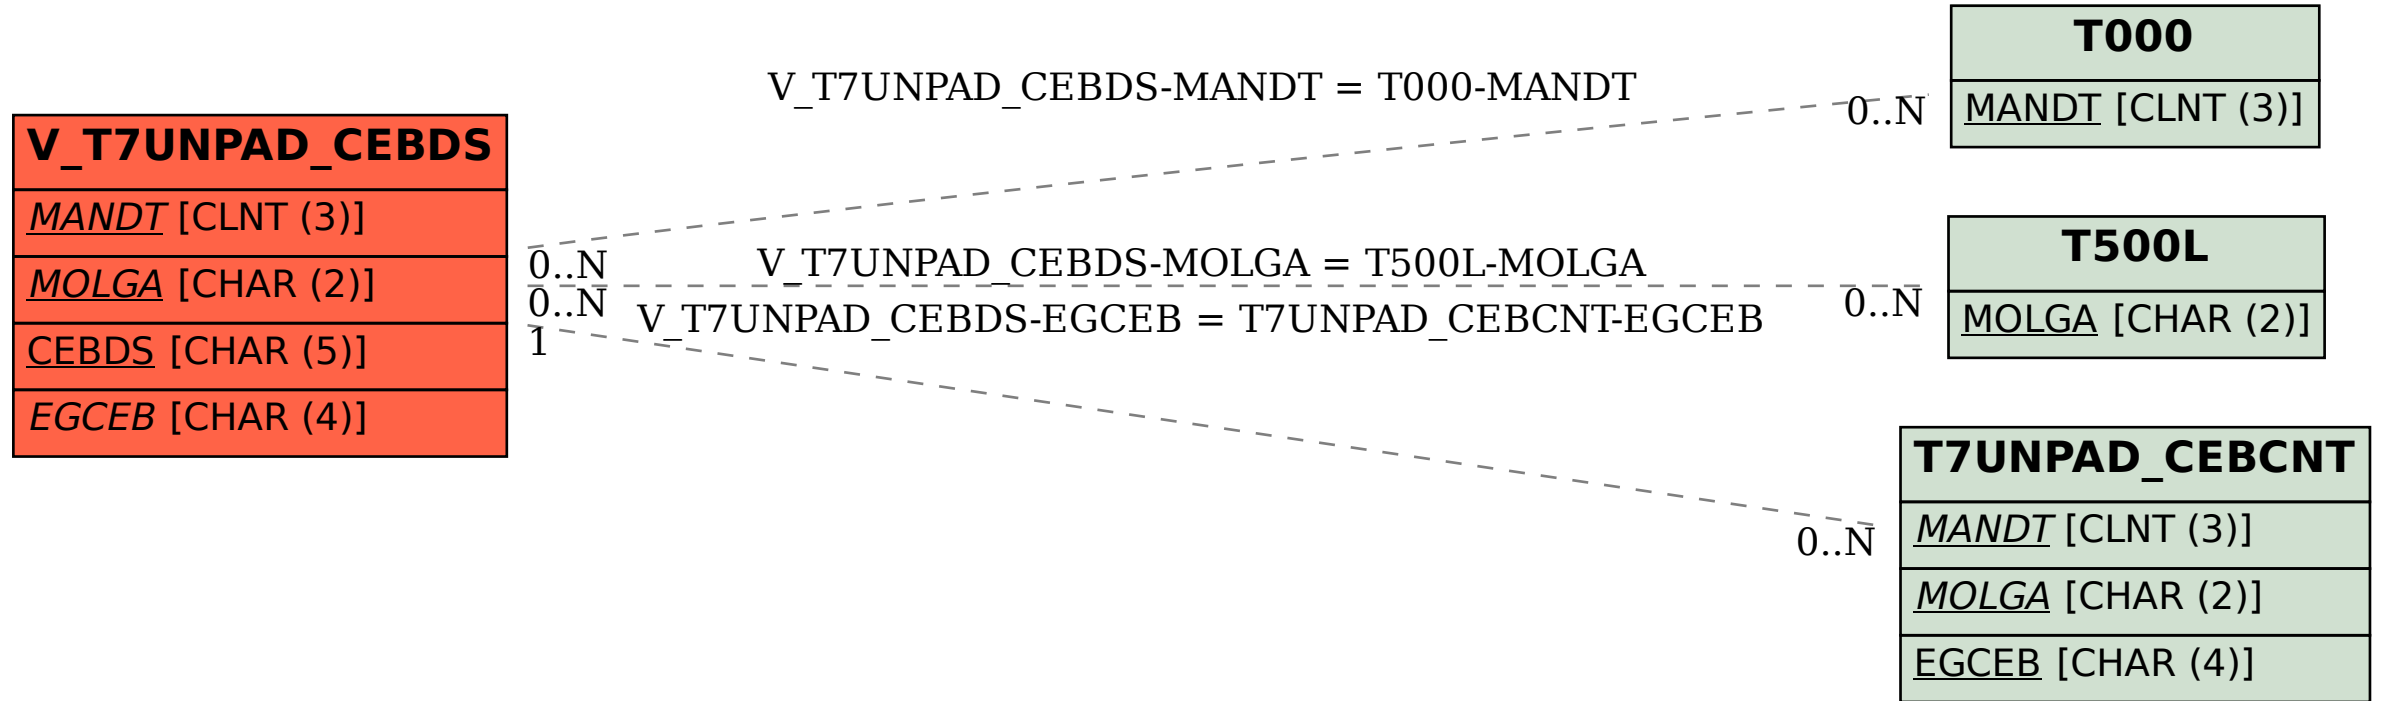 V_T7UNPAD_CEBDS
MANDT [CLNT (3)]
MOLGA [CHAR (2)]
CEBDS [CHAR (5)]
EGCEB [CHAR (4)]
V_T7UNPAD_CEBDS-MANDT = T000-MANDT
0..N
0..N
V_T7UNPAD_CEBDS-MOLGA = T500L-MOLGA
0..N
0..N
V_T7UNPAD_CEBDS-EGCEB = T7UNPAD_CEBCNT-EGCEB
1
0..N
T000
MANDT [CLNT (3)]
T500L
MOLGA [CHAR (2)]
T7UNPAD_CEBCNT
MANDT [CLNT (3)]
MOLGA [CHAR (2)]
EGCEB [CHAR (4)]